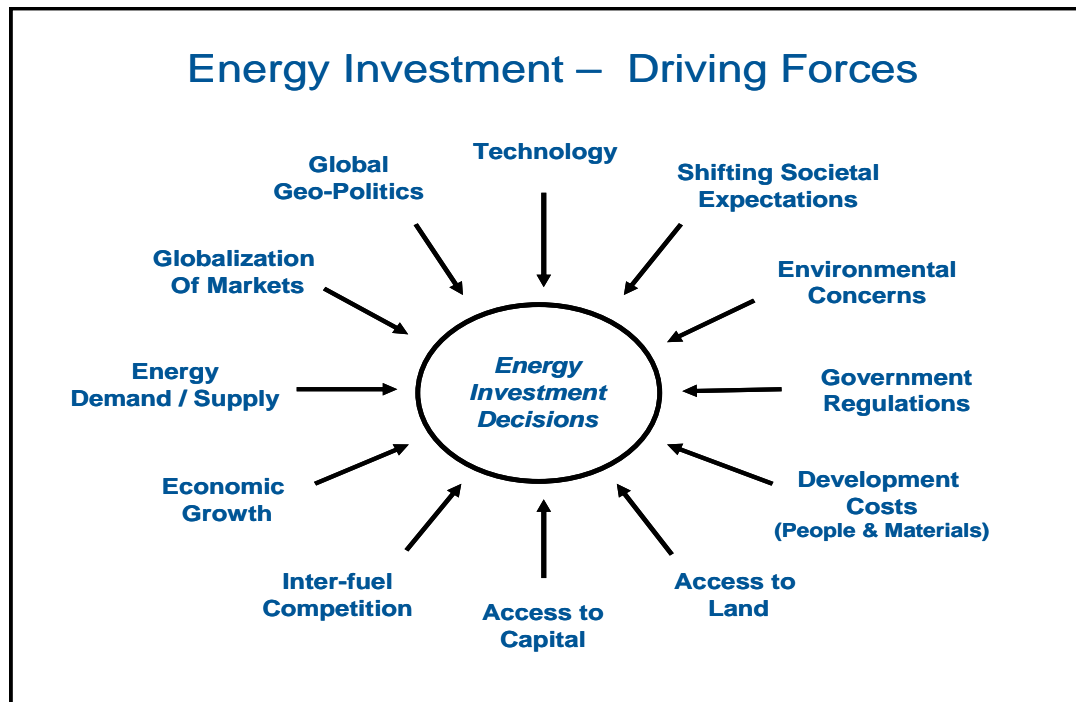 Energy Investment – Driving Forces
Technology
Global
Geo-Politics
Shifting Societal
Expectations
Globalization
Of Markets
Environmental
Concerns
Energy
Investment
Decisions
Energy
Demand / Supply
Government
Regulations
Economic
Growth
Development
Costs
(People & Materials)
Inter-fuel
Competition
Access to
Capital
Access to
Land